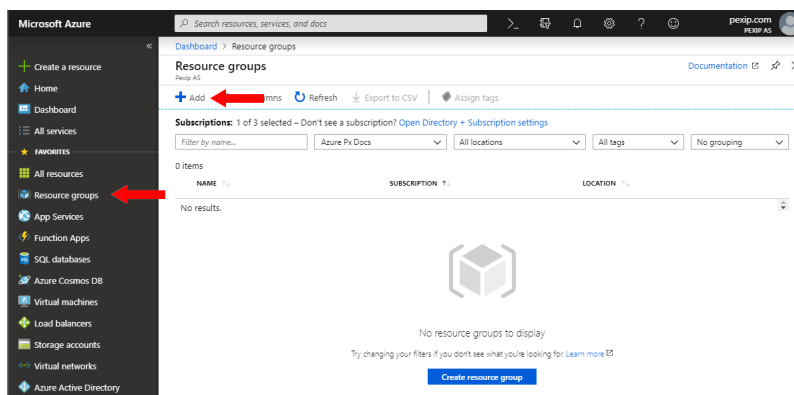 Microsoft Azure
Search resources, services, and docs
pexip.com
PEXIP AS
Dashboard > Resource groups
Create a resource
Home
Dashboard
All services
FAVORITES
All resources
Resource groups
App Services
Function Apps
SQL databases
Azure Cosmos DB
Virtual machines
Load balancers
Storage accounts
Virtual networks
Azure Active Directory
Resource groups
Pexip AS
Documentation
Add
Refresh
Export to CSV
Assign tags
Subscriptions: 1 of 3 selected – Don't see a subscription? Open Directory + Subscription settings
Filter by name...
Azure Px Docs
All locations
All tags
No grouping
0 items
NAME
SUBSCRIPTION
LOCATION
No results.
No resource groups to display
Try changing your filters if you don't see what you're looking for. Learn more
Create resource group